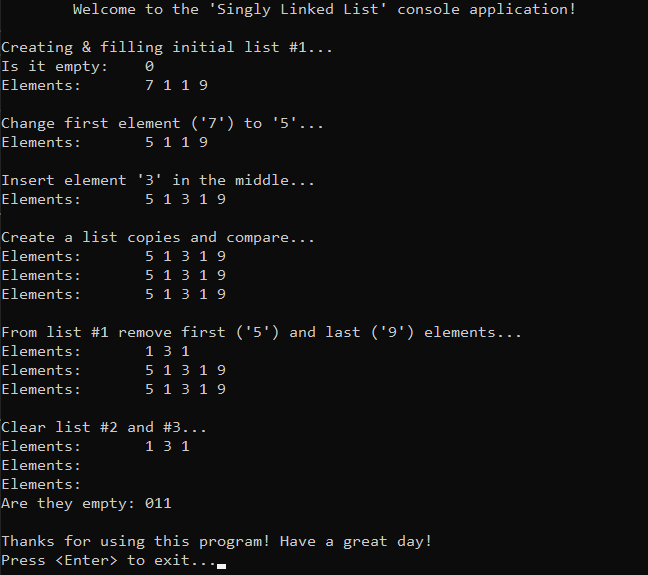 Welcome to the 'Singly Linked List' console application!
Creating & filling initial list #1...
Is it empty:    0
Elements:       7 1 1 9
Change first element ('7') to '5'...
Elements:       5 1 1 9
Insert element '3' in the middle...
Elements:       5 1 3 1 9
Create a list copies and compare...
Elements:       5 1 3 1 9
Elements:       5 1 3 1 9
Elements:       5 1 3 1 9
From list #1 remove first ('5') and last ('9') elements...
Elements:       1 3 1
Elements:       5 1 3 1 9
Elements:       5 1 3 1 9
Clear list #2 and #3...
Elements:       1 3 1
Elements:
Elements:
Are they empty: 011
Thanks for using this program! Have a great day!
Press <Enter> to exit...